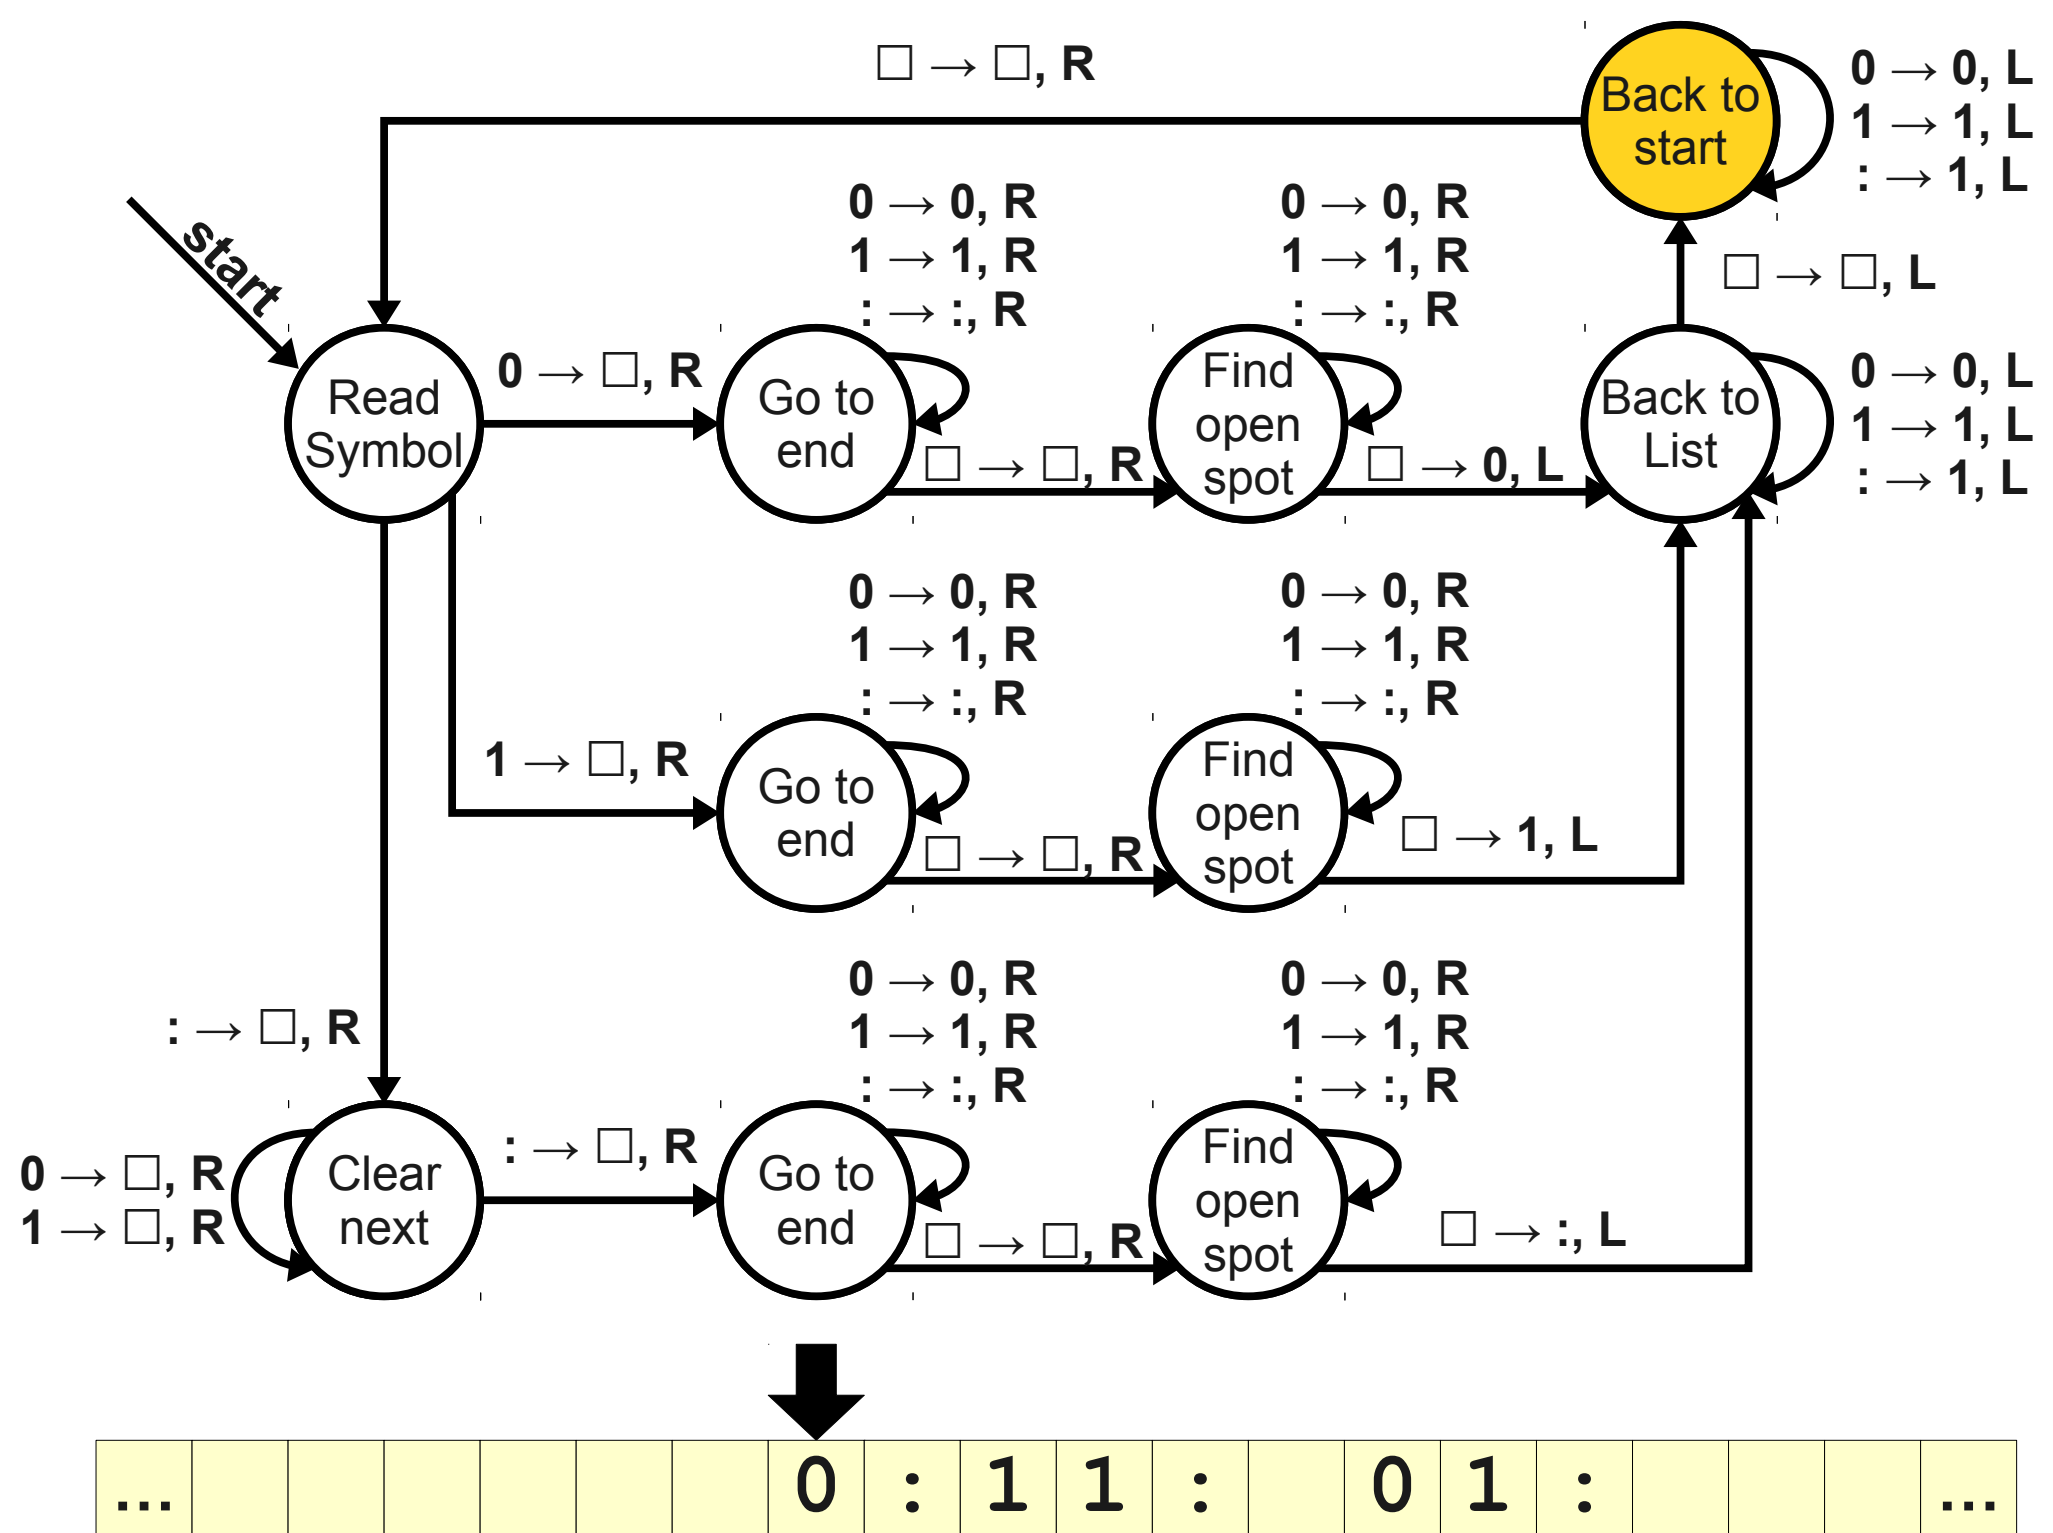 □ → □, R
Back to
start
0 → 0, L
1 → 1, L
: → 1, L
start
0 → 0, R
1 → 1, R
: → :, R
0 → 0, R
1 → 1, R
: → :, R
□ → □, L
Read
Symbol
0 → □, R
Go to
end
□ → □, R
Find
open
spot
□ → 0, L
Back to
List
0 → 0, L
1 → 1, L
: → 1, L
0 → 0, R
1 → 1, R
: → :, R
0 → 0, R
1 → 1, R
: → :, R
1 → □, R
Go to
end
□ → □, R
Find
open
spot
□ → 1, L
0 → 0, R
1 → 1, R
: → :, R
0 → 0, R
1 → 1, R
: → :, R
: → □, R
0 → □, R
1 → □, R
Clear
next
: → □, R
Go to
end
□ → □, R
Find
open
spot
□ → :, L
... 0 : 1 1 : 0 1 : ...